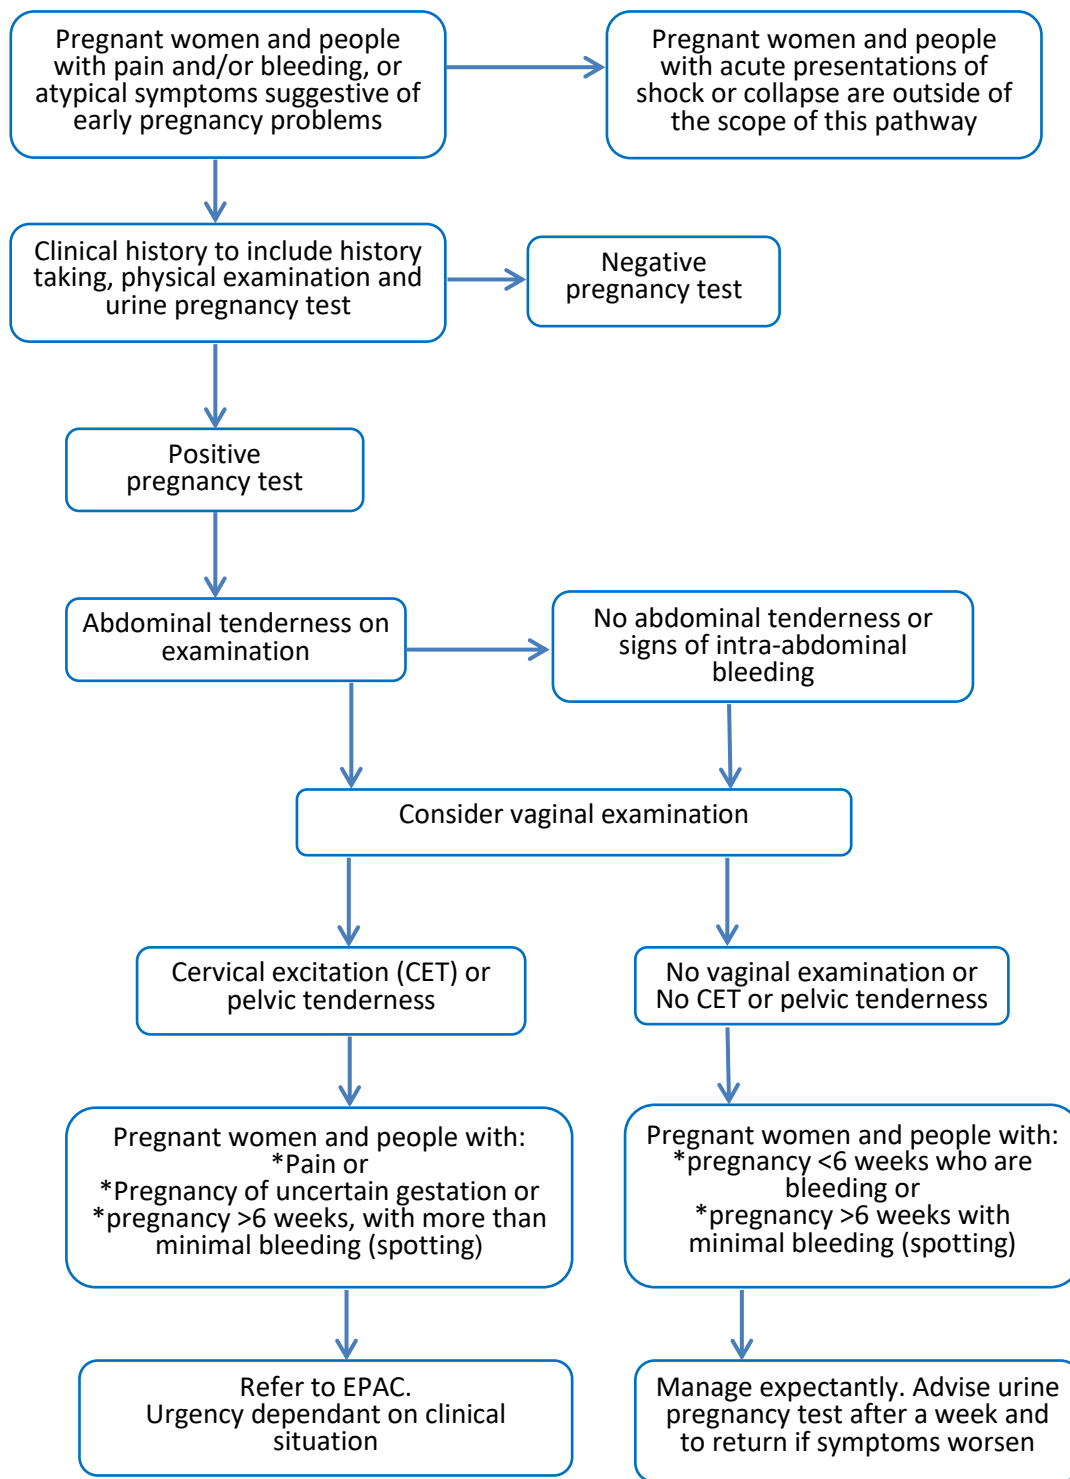 Pregnant women and people
with pain and/or bleeding, or
atypical symptoms suggestive of
early pregnancy problems
Pregnant women and people
with acute presentations of
shock or collapse are outside of
the scope of this pathway
Clinical history to include history
taking, physical examination and
urine pregnancy test
Negative
pregnancy test
Positive
pregnancy test
Abdominal tenderness on
examination
No abdominal tenderness or
signs of intra-abdominal
bleeding
Consider vaginal examination
Cervical excitation (CET) or
pelvic tenderness
No vaginal examination or
No CET or pelvic tenderness
Pregnant women and people with:
*Pain or
*Pregnancy of uncertain gestation or
*pregnancy >6 weeks, with more than
minimal bleeding (spotting)
Pregnant women and people with:
*pregnancy <6 weeks who are
bleeding or
*pregnancy >6 weeks with
minimal bleeding (spotting)
Refer to EPAC.
Urgency dependant on clinical
situation
Manage expectantly. Advise urine
pregnancy test after a week and
to return if symptoms worsen